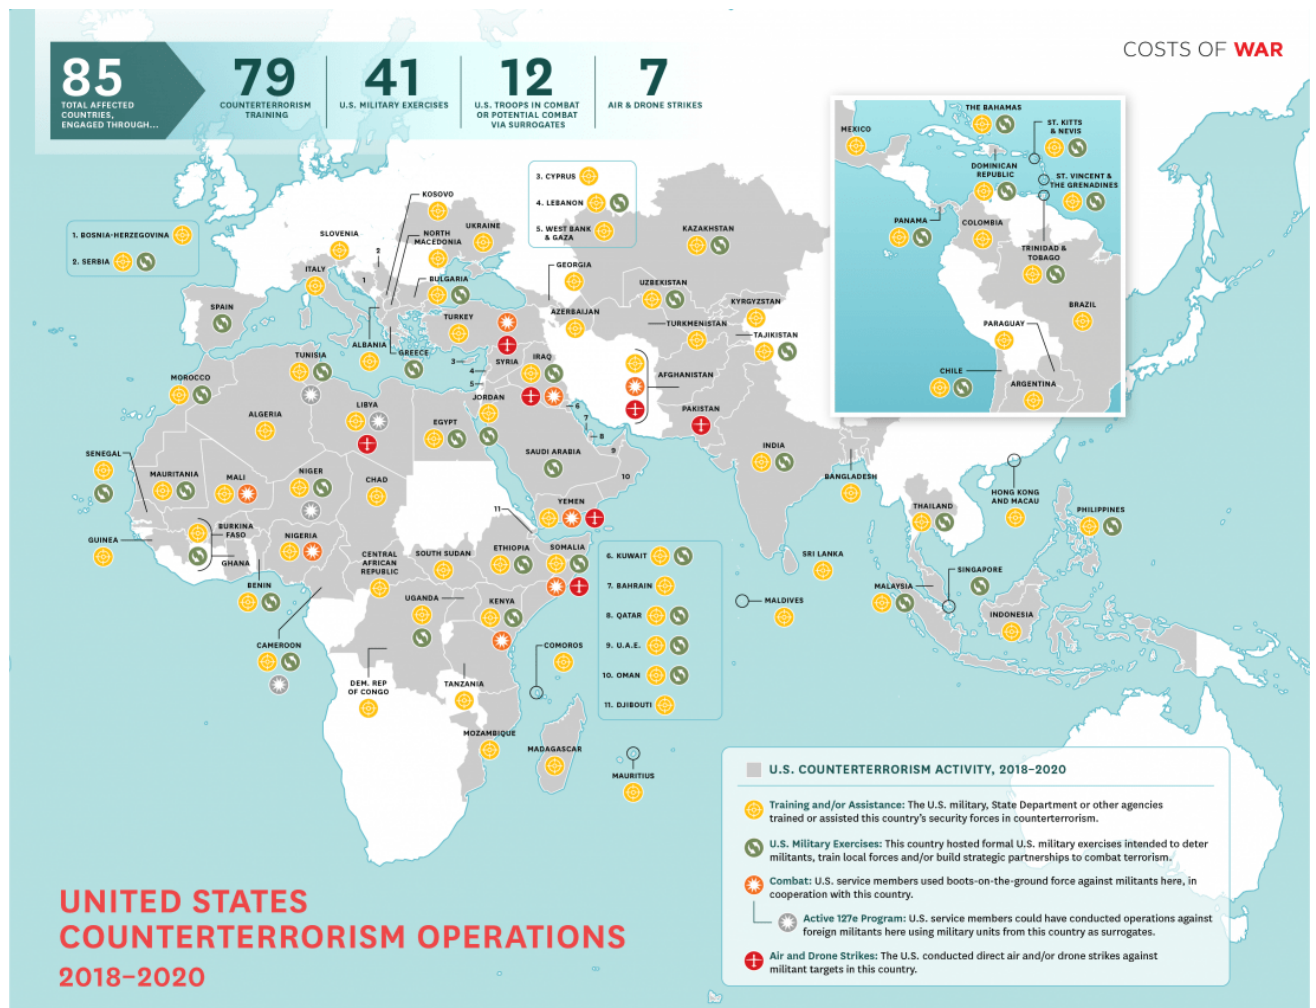 COSTS OF WAR
85
TOTAL AFFECTED
COUNTRIES,
ENGAGED THROUGH...
79
COUNTERTERRORISM
TRAINING
41
U.S. MILITARY EXERCISES
12
U.S. TROOPS IN COMBAT
OR POTENTIAL COMBAT
VIA SURROGATES
7
AIR & DRONE STRIKES
1. BOSNIA-HERZEGOVINA
2. SERBIA
3. CYPRUS
4. LEBANON
5. WEST BANK
& GAZA
MEXICO
THE BAHAMAS
ST. KITTS
& NEVIS
DOMINICAN
REPUBLIC
ST. VINCENT &
THE GRENADINES
PANAMA
COLOMBIA
TRINIDAD &
TOBAGO
BRAZIL
PARAGUAY
CHILE
ARGENTINA
KOSOVO
SLOVENIA
2
NORTH
MACEDONIA
UKRAINE
ITALY
1
BULGARIA
GEORGIA
KAZAKHSTAN
UZBEKISTAN
KYRGYZSTAN
SPAIN
TURKEY
AZERBAIJAN
TURKMENISTAN
TAJIKISTAN
ALBANIA
GREECE
TUNISIA
3
SYRIA
IRAQ
4
5
AFGHANISTAN
MOROCCO
LIBYA
JORDAN
6
7
8
PAKISTAN
ALGERIA
EGYPT
SAUDI ARABIA
9
10
INDIA
SENEGAL
MAURITANIA
MALI
NIGER
CHAD
YEMEN
11
BANGLADESH
HONG KONG
AND MACAU
THAILAND
PHILIPPINES
GUINEA
BURKINA
FASO
GHANA
NIGERIA
CENTRAL
AFRICAN
REPUBLIC
SOUTH SUDAN
ETHIOPIA
SOMALIA
SRI LANKA
BENIN
UGANDA
KENYA
MALDIVES
MALAYSIA
SINGAPORE
INDONESIA
CAMEROON
COMOROS
6. KUWAIT
7. BAHRAIN
8. QATAR
9. U.A.E.
10. OMAN
11. DJIBOUTI
DEM. REP
OF CONGO
TANZANIA
MOZAMBIQUE
MADAGASCAR
MAURITIUS
U.S. COUNTERTERRORISM ACTIVITY, 2018–2020
Training and/or Assistance: The U.S. military, State Department or other agencies
trained or assisted this country's security forces in counterterrorism.
U.S. Military Exercises: This country hosted formal U.S. military exercises intended to deter
militants, train local forces and/or build strategic partnerships to combat terrorism.
Combat: U.S. service members used boots-on-the-ground force against militants here, in
cooperation with this country.
Active 127e Program: U.S. service members could have conducted operations against
foreign militants here using military units from this country as surrogates.
Air and Drone Strikes: The U.S. conducted direct air and/or drone strikes against
militant targets in this country.
UNITED STATES
COUNTERTERRORISM OPERATIONS
2018–2020